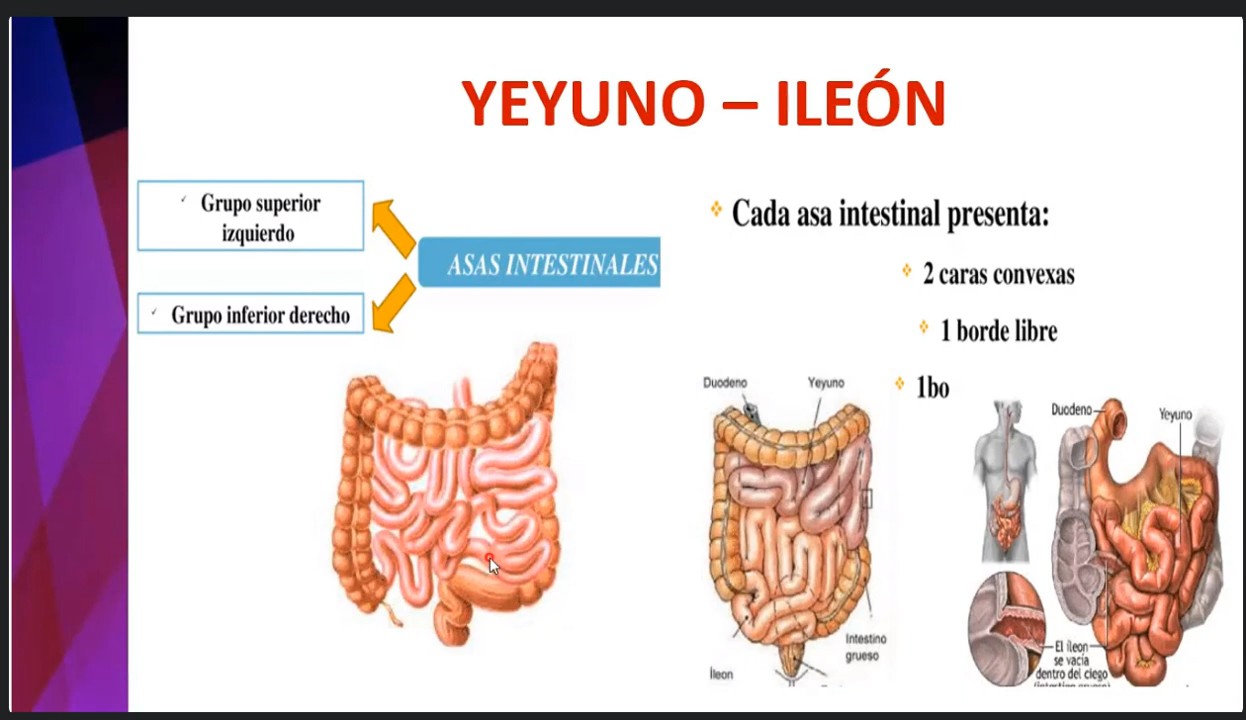 YEYUNO – ILEÓN
Grupo superior
izquierdo
ASAS INTESTINALES
Grupo inferior derecho
Cada asa intestinal presenta:
2 caras convexas
1 borde libre
1bo
Duodeno
Yeyuno
Intestino
grueso
Íleon
Duodeno
Yeyuno
El íleon
se vacía
dentro del ciego